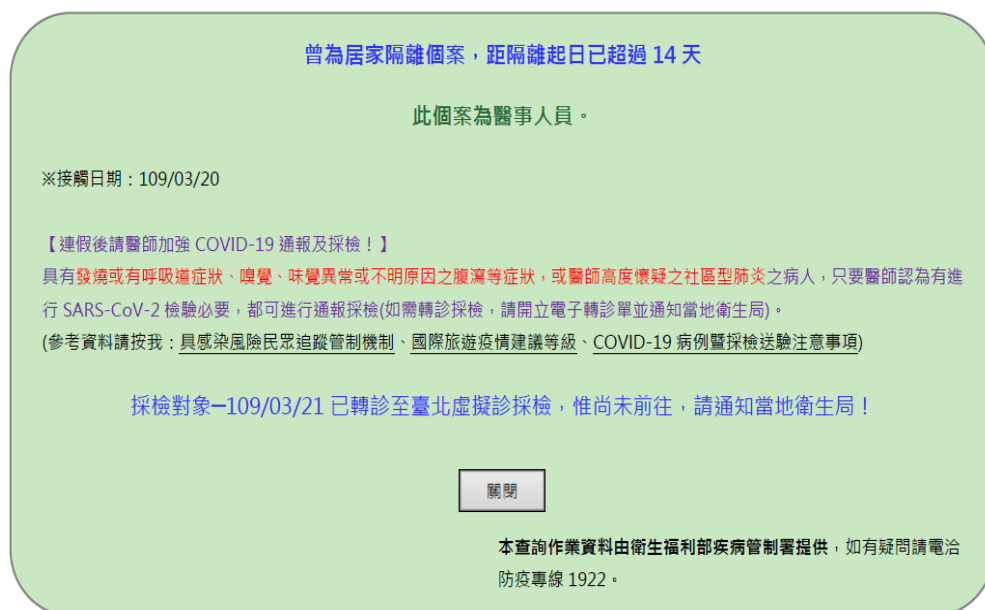 曾為居家隔離個案，距隔離起日已超過 14 天
此個案為醫事人員。
※接觸日期：109/03/20
【連假後請醫師加強 COVID-19 通報及採檢！】
具有發燒或有呼吸道症狀、嗅覺、味覺異常或不明原因之腹瀉等症狀，或醫師高度懷疑之社區型肺炎之病人，只要醫師認為有進
行 SARS-CoV-2 檢驗必要，都可進行通報採檢(如需轉診採檢，請開立電子轉診單並通知當地衛生局)。
(參考資料請按我：具感染風險民眾追蹤管制機制、國際旅遊疫情建議等級、COVID-19 病例暨採檢送驗注意事項)
採檢對象—109/03/21 已轉診至臺北虛擬診採檢，惟尚未前往，請通知當地衛生局！
關閉
本查詢作業資料由衛生福利部疾病管制署提供，如有疑問請電洽
防疫專線 1922。